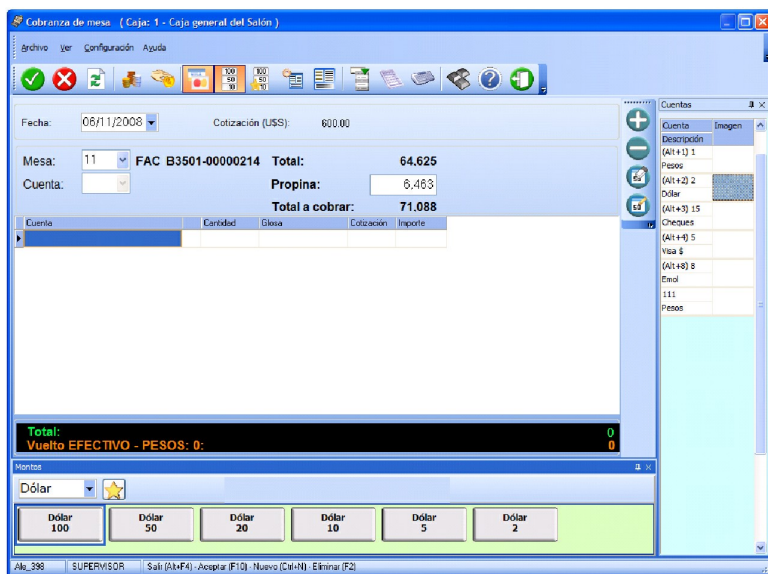 Cobranza de mesa ( Caja: 1 - Caja general del Salón )
Archivo Ver Configuración Ayuda
Fecha: 06/11/2008 Cotización (U$S): 600.00
Mesa: 11 FAC B3501-00000214 Total: 64.625
Cuenta: Propina: 6,463
Total a cobrar: 71.088
Cuenta Cantidad Glosa Cotización Importe
Total: 0
Vuelto EFECTIVO - PESOS: 0: 0
Montos
Dólar
Dólar 100
Dólar 50
Dólar 20
Dólar 10
Dólar 5
Dólar 2
Cuentas
Cuenta Imagen
Descripción
(Alt+1) 1
Pesos
(Alt+2) 2
Dólar
(Alt+3) 15
Cheques
(Alt+4) 5
Visa $
(Alt+8) 8
Emol
111
Pesos
Ale_398 SUPERVISOR Salir (Alt+F4) - Aceptar (F10) - Nuevo (Ctrl+N) - Eliminar (F2)